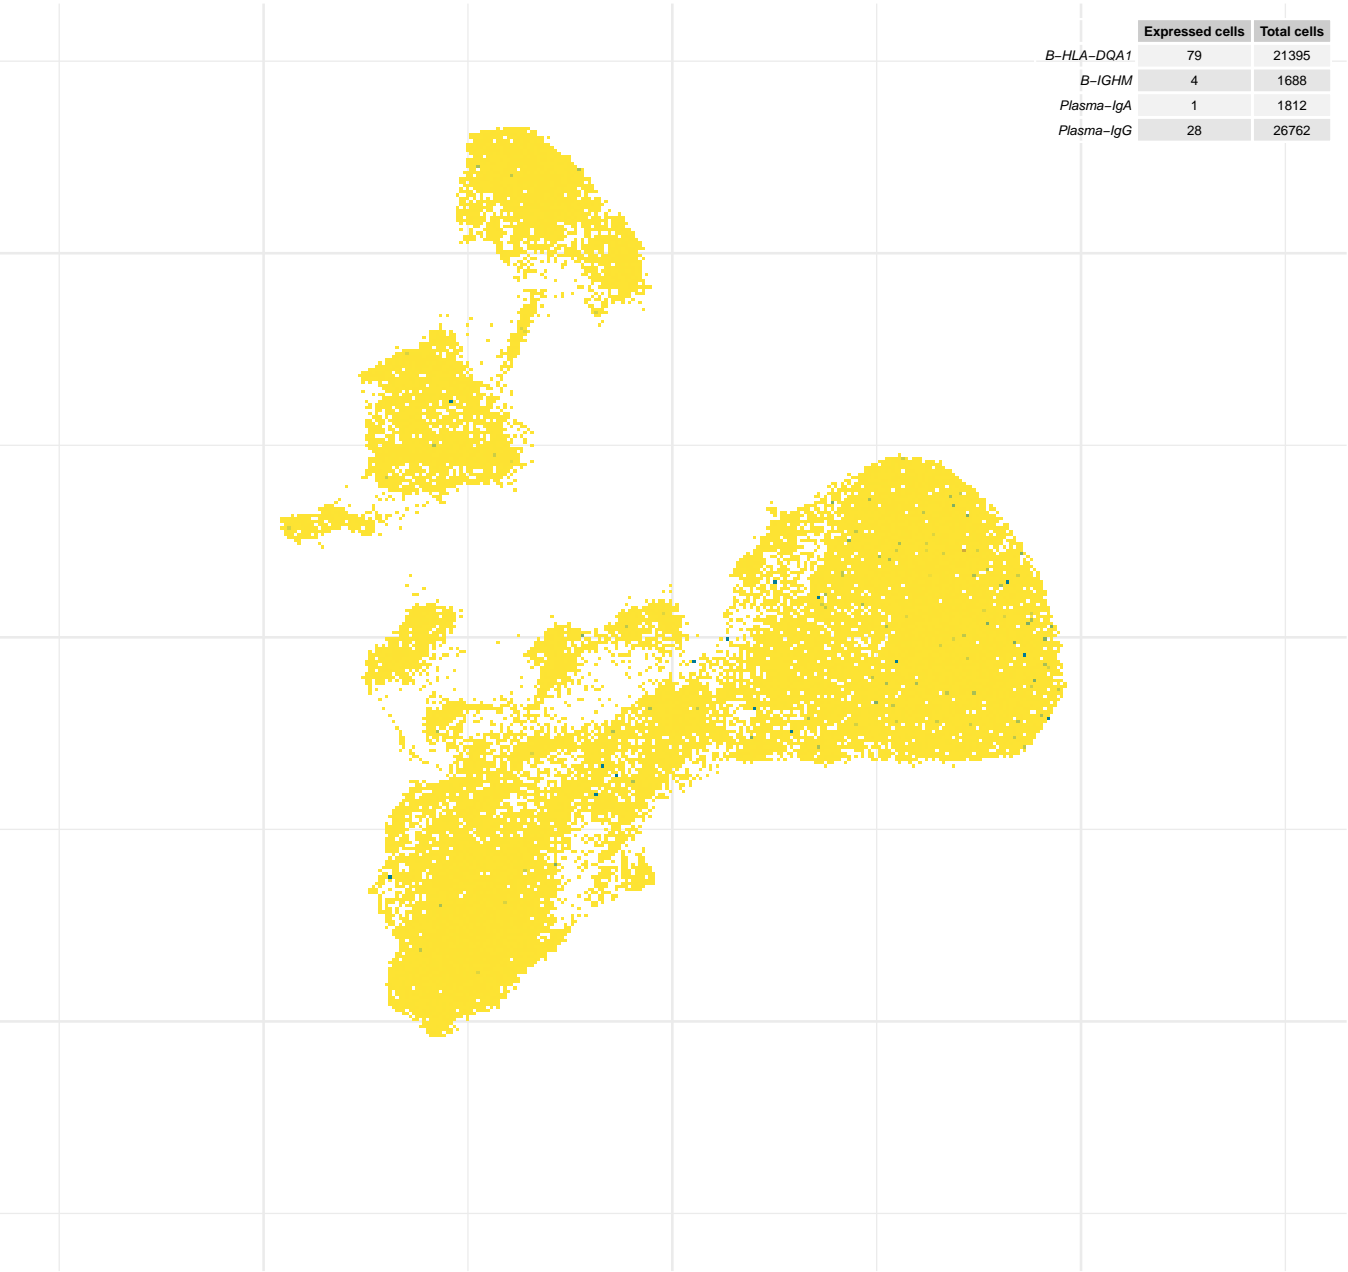 Expressed cells Total cells
B−HLA−DQA1 79 21395
B−IGHM 4 1688
Plasma−IgA 1 1812
Plasma−IgG 28 26762